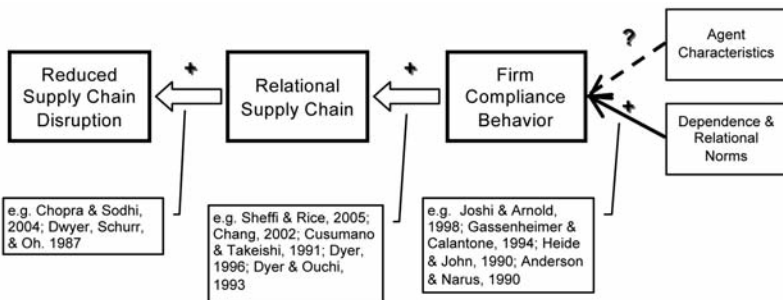 Reduced
Supply Chain
Disruption
+
Relational
Supply Chain
+
Firm
Compliance
Behavior
?
Agent
Characteristics
+
Dependence &
Relational
Norms
e.g. Chopra & Sodhi,
2004; Dwyer, Schurr,
& Oh. 1987
e.g. Sheffi & Rice, 2005;
Chang, 2002; Cusumano
& Takeishi, 1991; Dyer,
1996; Dyer & Ouchi,
1993
e.g. Joshi & Arnold,
1998; Gassenheimer &
Calantone, 1994; Heide
& John, 1990; Anderson
& Narus, 1990